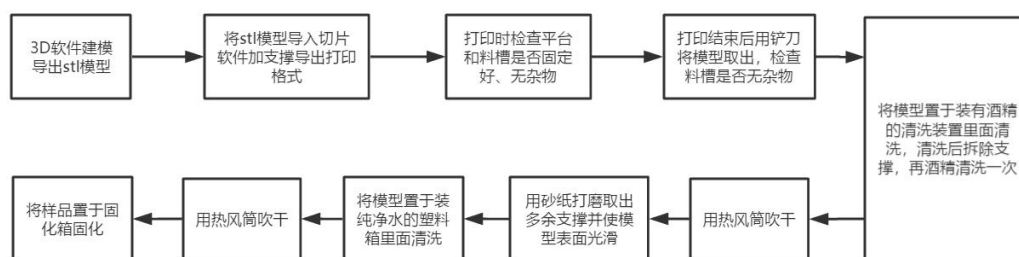 3D软件建模
导出stl模型
将stl模型导入切片
软件加支撑导出打印
格式
打印时检查平台
和料槽是否固定
好、无杂物
打印结束后用铲刀
将模型取出，检查
料槽是否无杂物
将模型置于装有酒精
的清洗装置里面清
洗，清洗后拆除支
撑，再酒精清洗一次
用热风筒吹干
用砂纸打磨取出
多余支撑并使模
型表面光滑
将模型置于装
纯净水的塑料
箱里面清洗
用热风筒吹干
将样品置于固
化箱固化